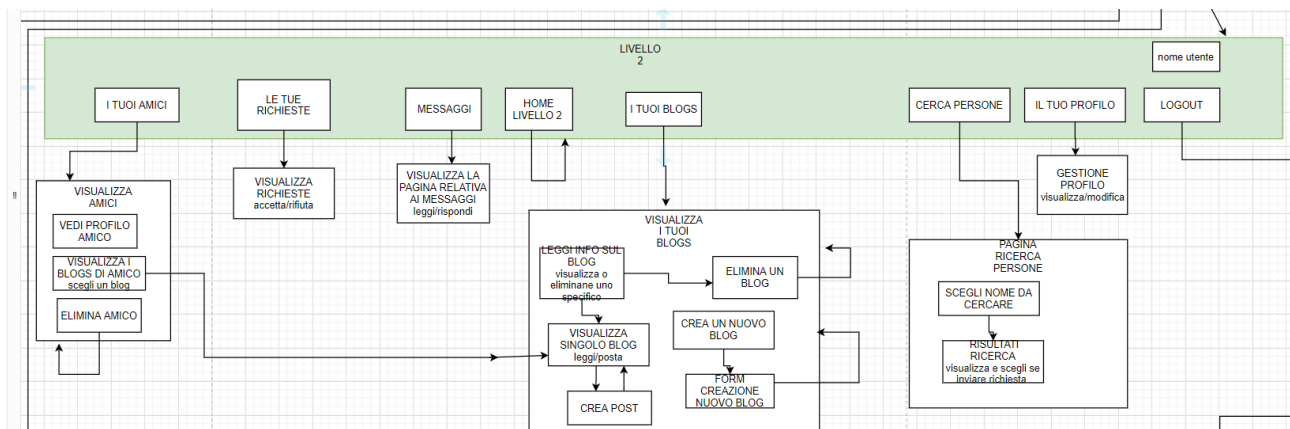 LIVELLO
2
nome utente
I TUOI AMICI
LE TUE
RICHIESTE
MESSAGGI
HOME
LIVELLO 2
I TUOI BLOGS
CERCA PERSONE
IL TUO PROFILO
LOGOUT
VISUALIZZA
AMICI
VEDI PROFILO
AMICO
VISUALIZZA I
BLOGS DI AMICO
scegli un blog
ELIMINA AMICO
VISUALIZZA
RICHIESTE
accetta/rifiuta
VISUALIZZA LA
PAGINA RELATIVA
AI MESSAGGI
leggi/rispondi
VISUALIZZA
I TUOI
BLOGS
LEGGI INFO SUL
BLOG
visualizza o
eliminane uno
specifico
ELIMINA UN
BLOG
VISUALIZZA
SINGOLO BLOG
leggi/posta
CREA POST
CREA UN NUOVO
BLOG
FORM
CREAZIONE
NUOVO BLOG
GESTIONE
PROFILO
visualizza/modifica
PAGINA
RICERCA
PERSONE
SCEGLI NOME DA
CERCARE
RISULTATI
RICERCA
visualizza e scegli se
inviare richiesta